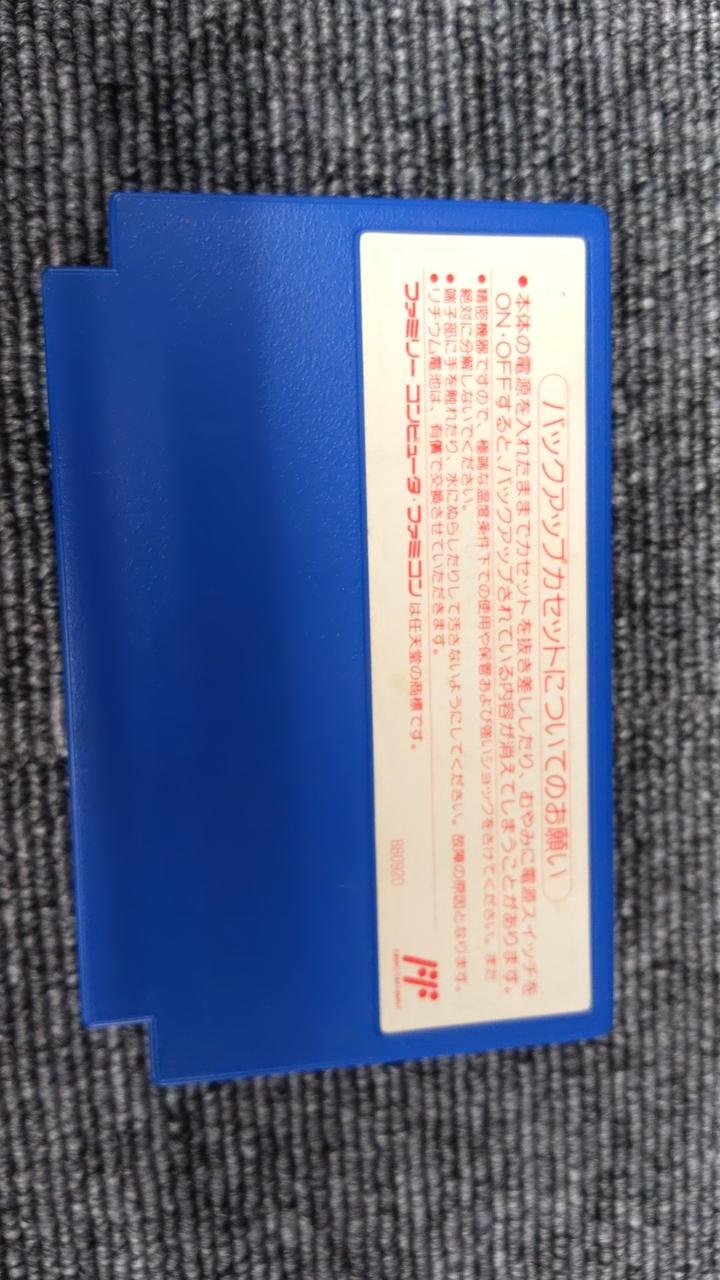 バックアップカセットについてのお願い
●本体の電源を入れたままでカセットを抜き差ししたり、むやみに電源スイッチを
ON・OFFすると、バックアップされている内容が消えてしまうことがあります。
●精密機器ですので、極端な温度条件下での使用や保管および強いショックをさけてください。また
絶対に分解しないでください。
●端子部に手を触れたり、水にぬらしたりして汚さないようにしてください。故障の原因となります。
●リチウム電池は、有償で交換させていただきます。
ファミリーコンピュータ・ファミコンは任天堂の商標です。
880920